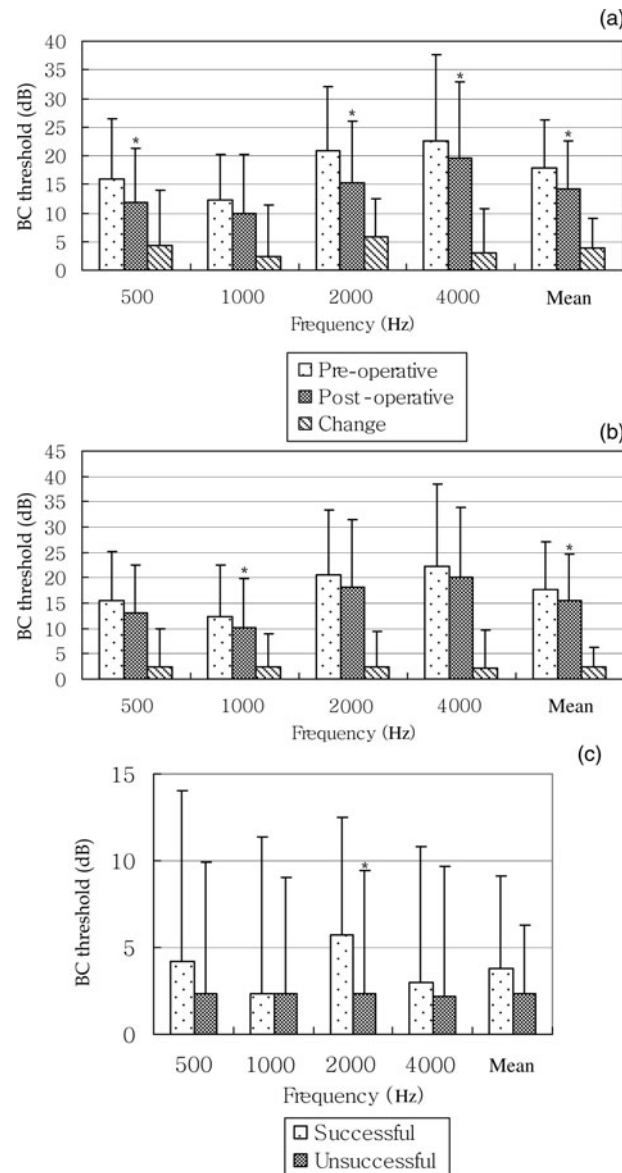 (a)
BC threshold (dB)
40
35
30
25
20
15
10
5
0
*
*
*
*
500 1000 2000 4000 Mean
Frequency (Hz)
Pre-operative
Post-operative
Change
(b)
BC threshold (dB)
45
40
35
30
25
20
15
10
5
0
*
*
500 1000 2000 4000 Mean
Frequency (Hz)
(c)
BC threshold (dB)
15
10
5
0
*
500 1000 2000 4000 Mean
Frequency (Hz)
Successful
Unsuccessful